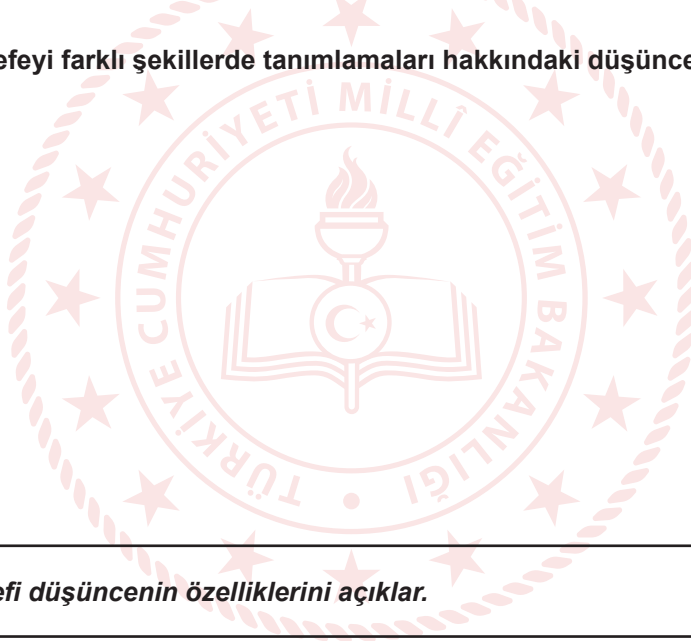 efeyi farklı şekillerde tanımlamaları hakkındaki düşünce
TÜRKİYE CUMHURİYETİ MİLLÎ EĞİTİM BAKANLIĞI
efi düşüncenin özelliklerini açıklar.